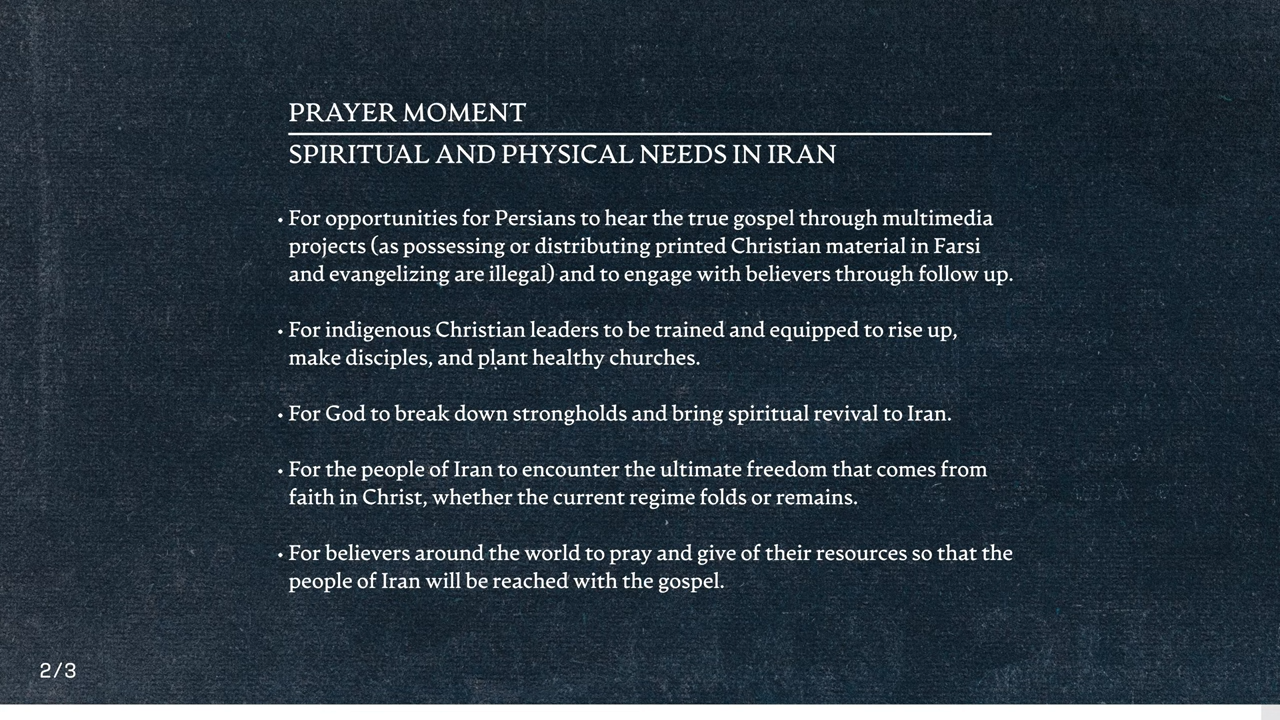 PRAYER MOMENT
SPIRITUAL AND PHYSICAL NEEDS IN IRAN
• For opportunities for Persians to hear the true gospel through multimedia
projects (as possessing or distributing printed Christian material in Farsi
and evangelizing are illegal) and to engage with believers through follow up.
• For indigenous Christian leaders to be trained and equipped to rise up,
make disciples, and plant healthy churches.
• For God to break down strongholds and bring spiritual revival to Iran.
• For the people of Iran to encounter the ultimate freedom that comes from
faith in Christ, whether the current regime folds or remains.
• For believers around the world to pray and give of their resources so that the
people of Iran will be reached with the gospel.
2/3